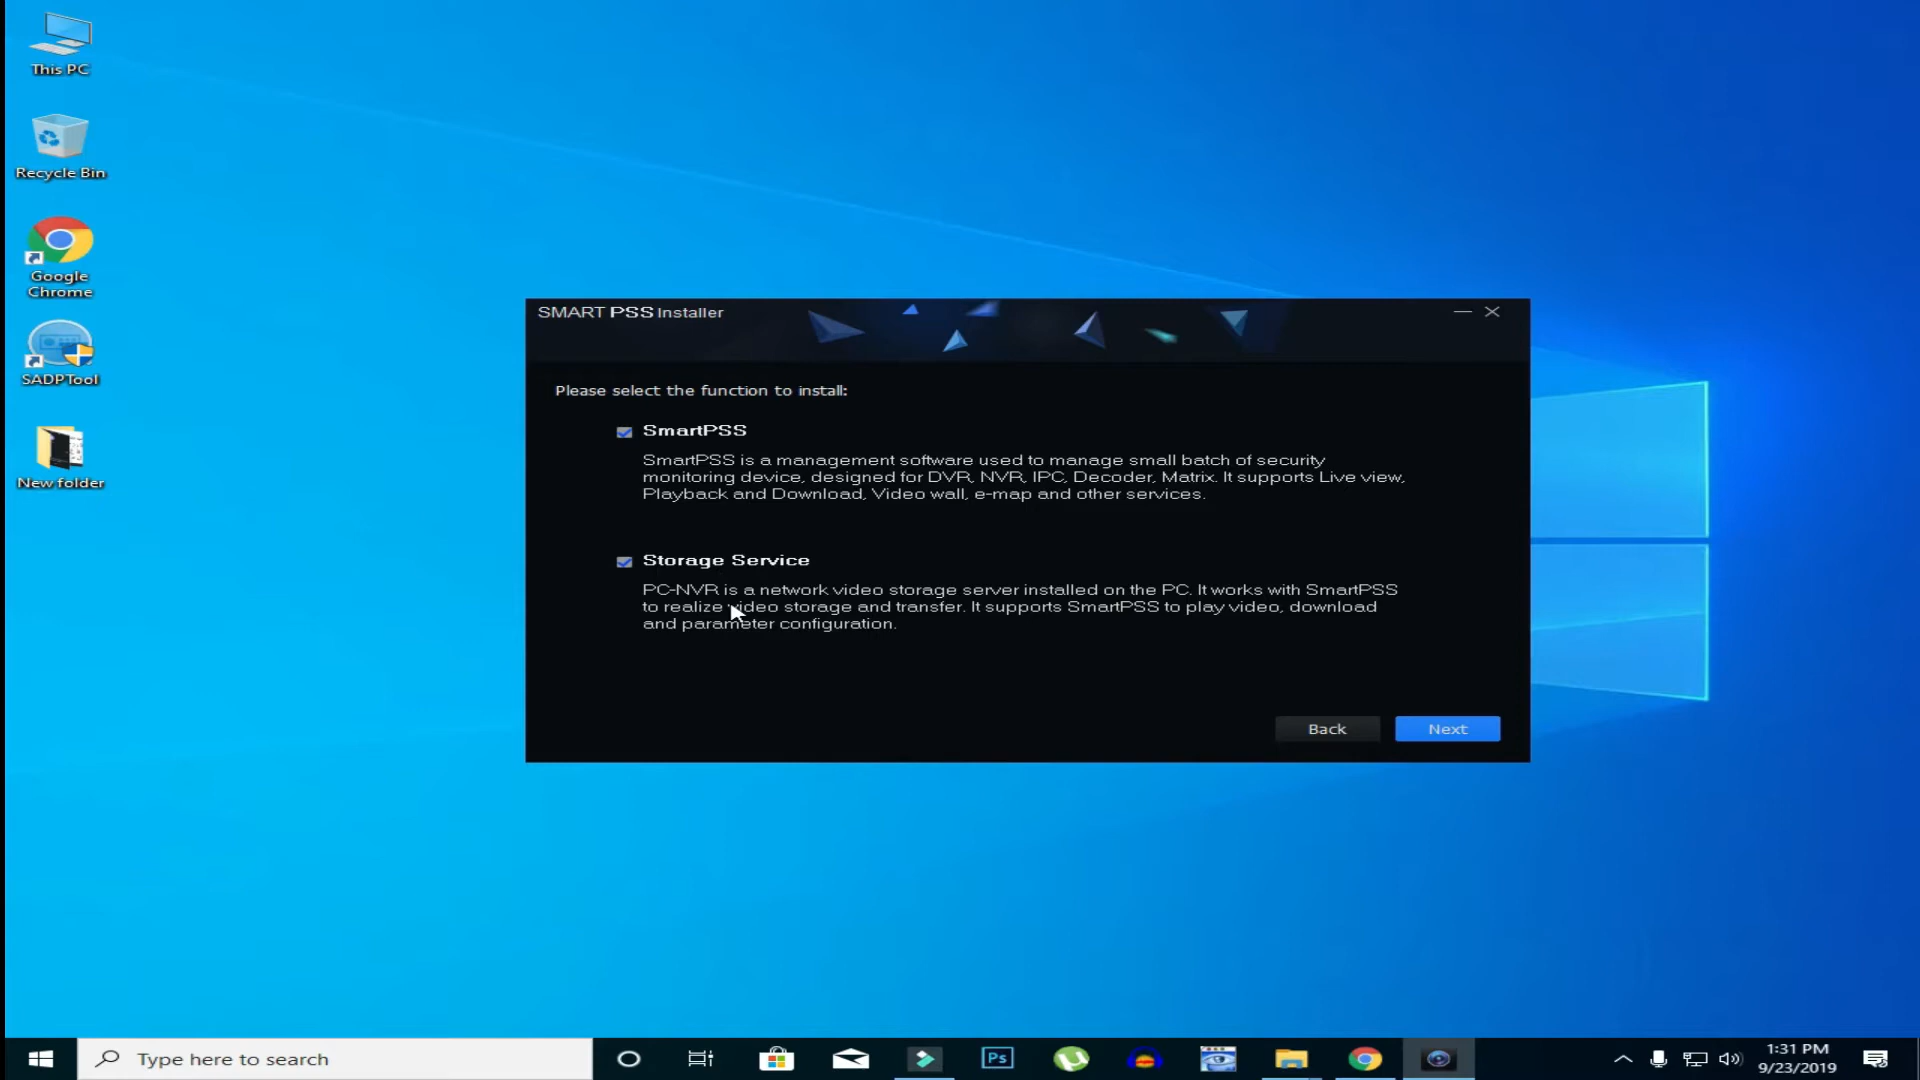 This PC
Recycle Bin
Google
Chrome
SADPTool
New folder
SMART PSS Installer
Please select the function to install:
SmartPSS
SmartPSS is a management software used to manage small batch of security
monitoring device, designed for DVR, NVR, IPC, Decoder, Matrix. It supports Live view,
Playback and Download, Video wall, e-map and other services.
Storage Service
PC-NVR is a network video storage server installed on the PC. It works with SmartPSS
to realize video storage and transfer. It supports SmartPSS to play video, download
and parameter configuration.
Back
Next
Type here to search
Ps
1:31 PM
9/23/2019